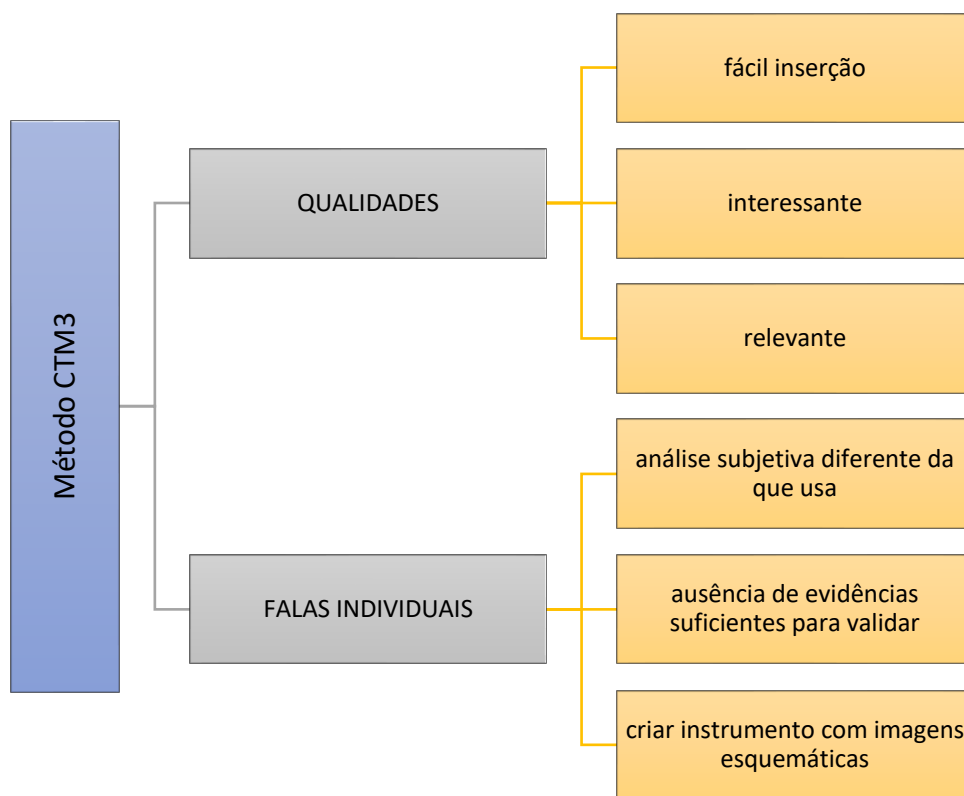 Método CTM3
QUALIDADES
fácil inserção
interessante
relevante
FALAS INDIVIDUAIS
análise subjetiva diferente da
que usa
ausência de evidências
suficientes para validar
criar instrumento com imagens
esquemáticas